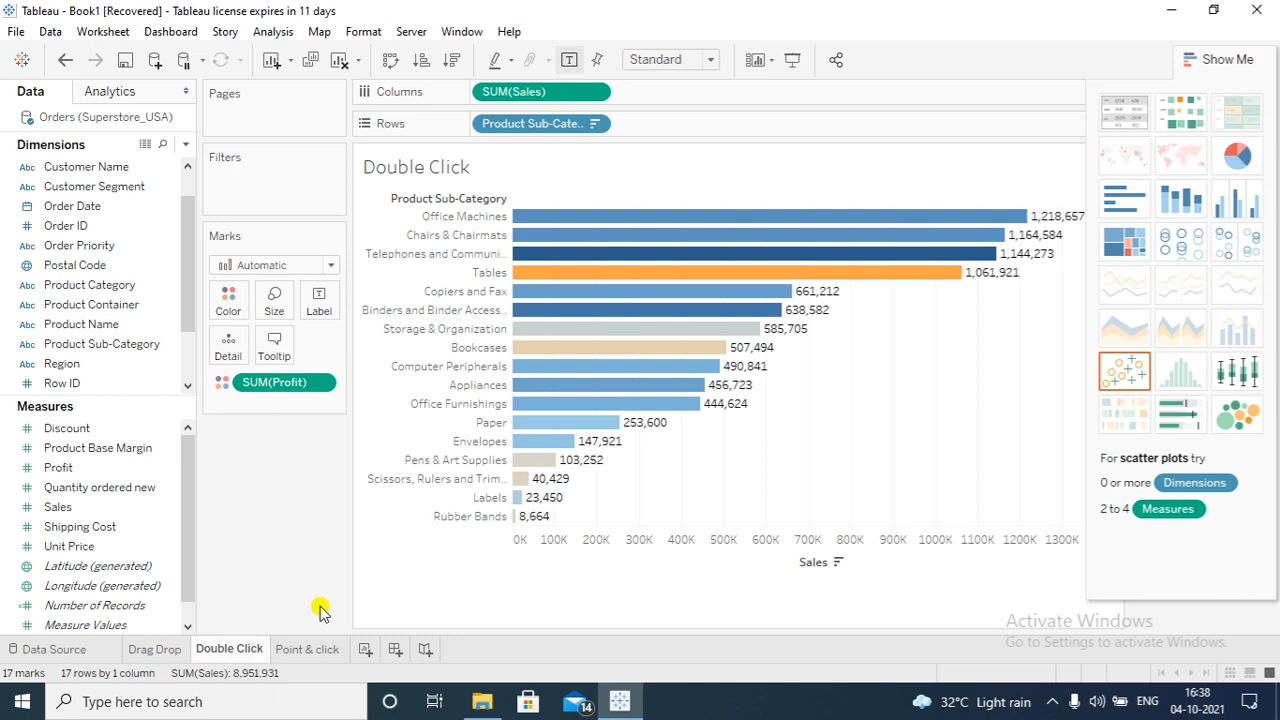 Tableau - Book1 [Recovered] - Tableau license expires in 11 days
File Data Worksheet Dashboard Story Analysis Map Format Server Window Help
Standard
Show Me
Data Analytics
Orders (Superstore_USA)
Dimensions
Abc Customer Name
Abc Customer Segment
Order Date
# Order ID
Abc Order Priority
Postal Code
Abc Product Category
Abc Product Container
Abc Product Name
Abc Product Sub-Category
Abc Region
# Row ID
Measures
# Discount
# Product Base Margin
# Profit
# Quantity ordered new
# Sales
# Shipping Cost
# Unit Price
Latitude (generated)
Longitude (generated)
=# Number of Records
# Measure Values
Pages
Filters
Marks
Automatic
Color Size Label
Detail Tooltip
SUM(Profit)
Columns SUM(Sales)
Rows Product Sub-Cate..
Double Click
Product Sub-Category
Office Machines 1,218,657
Chairs & Chairmats 1,164,584
Telephones and Communi.. 1,144,273
Tables 1,061,921
Copiers and Fax 661,212
Binders and Binder Access.. 638,582
Storage & Organization 585,705
Bookcases 507,494
Computer Peripherals 490,841
Appliances 456,723
Office Furnishings 444,624
Paper 253,600
Envelopes 147,921
Pens & Art Supplies 103,252
Scissors, Rulers and Trim.. 40,429
Labels 23,450
Rubber Bands 8,664
0K 100K 200K 300K 400K 500K 600K 700K 800K 900K 1000K 1100K 1200K 1300K
Sales
For scatter plots try
0 or more Dimensions
2 to 4 Measures
Activate Windows
Go to Settings to activate Windows.
Data Source Drag Drop Double Click Point & click
17 marks 17 rows by 1 column SUM(Sales): 8,951,931
Type here to search
14
32°C Light rain
ENG
16:38
04-10-2021